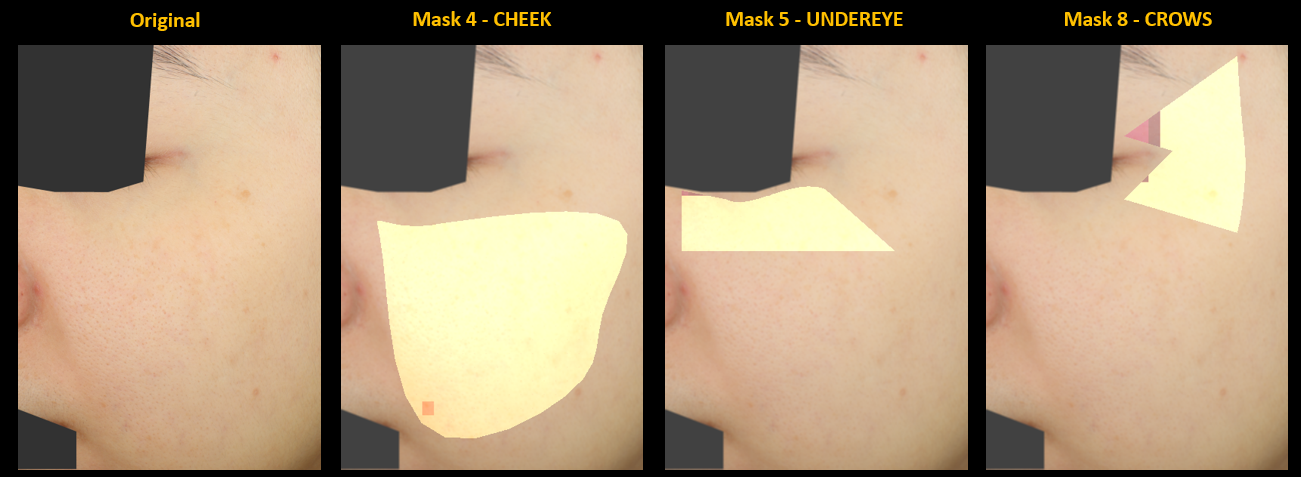 Original
Mask 4 - CHEEK
Mask 5 - UNDEREYE
Mask 8 - CROWS